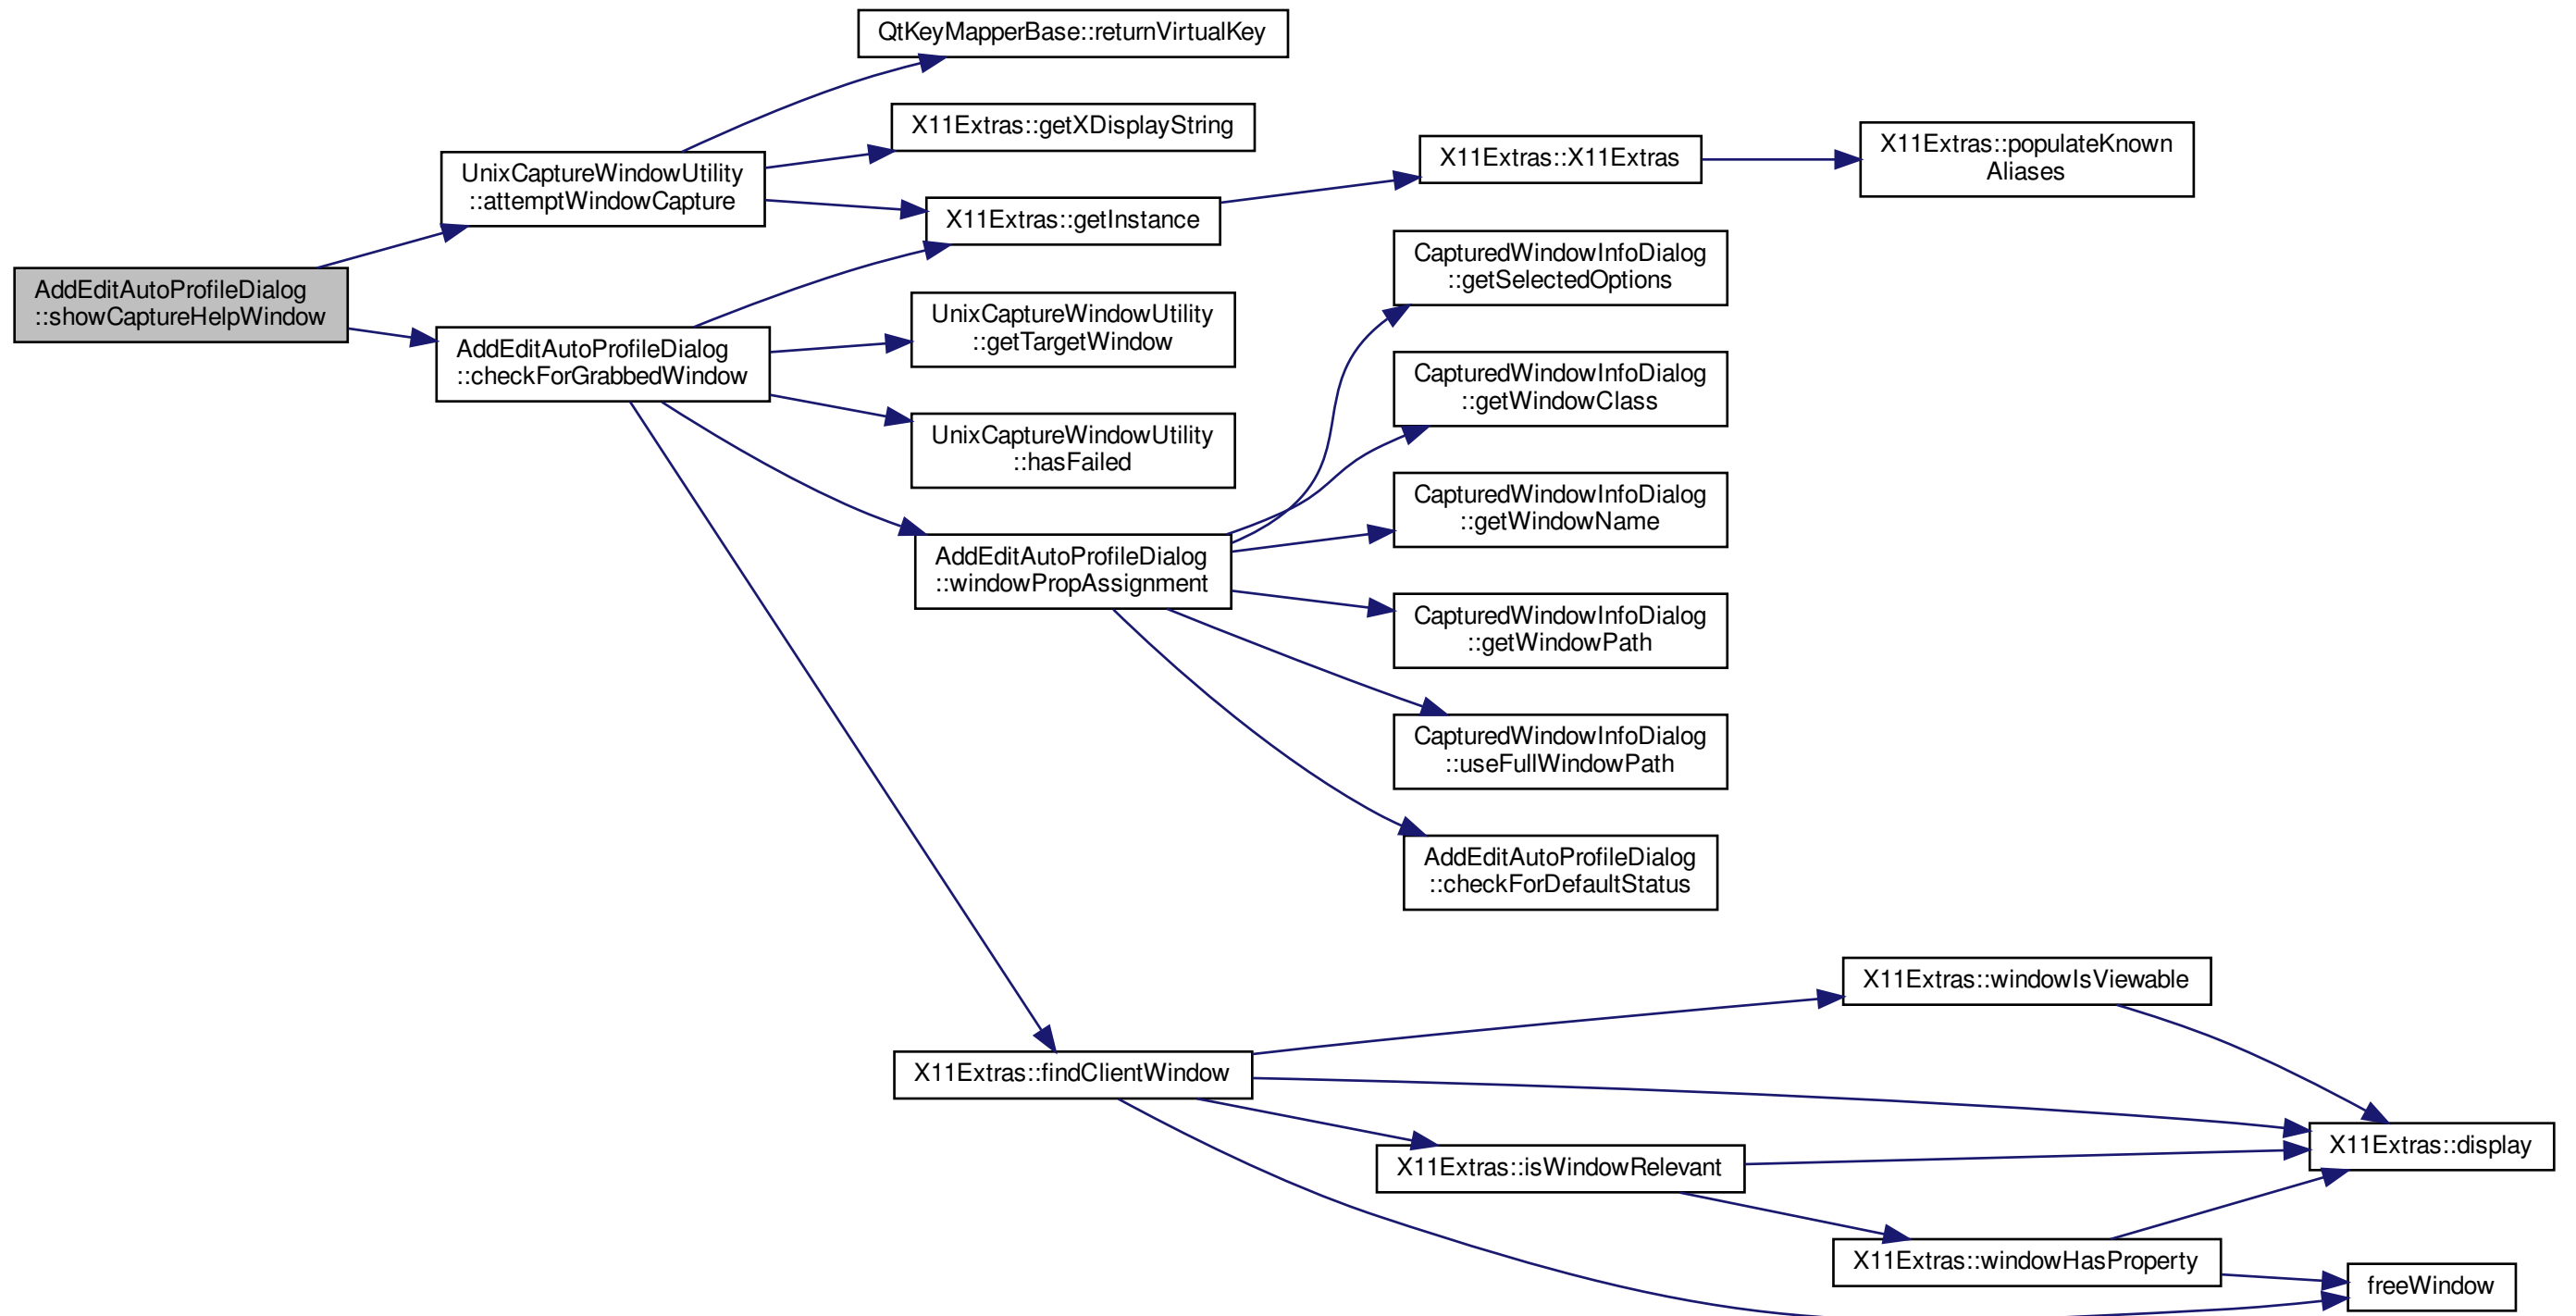 AddEditAutoProfileDialog
::showCaptureHelpWindow
UnixCaptureWindowUtility
::attemptWindowCapture
AddEditAutoProfileDialog
::checkForGrabbedWindow
QtKeyMapperBase::returnVirtualKey
X11Extras::getXDisplayString
X11Extras::getInstance
UnixCaptureWindowUtility
::getTargetWindow
UnixCaptureWindowUtility
::hasFailed
AddEditAutoProfileDialog
::windowPropAssignment
X11Extras::findClientWindow
X11Extras::X11Extras
CapturedWindowInfoDialog
::getSelectedOptions
CapturedWindowInfoDialog
::getWindowClass
CapturedWindowInfoDialog
::getWindowName
CapturedWindowInfoDialog
::getWindowPath
CapturedWindowInfoDialog
::useFullWindowPath
AddEditAutoProfileDialog
::checkForDefaultStatus
X11Extras::isWindowRelevant
X11Extras::populateKnown
Aliases
X11Extras::windowIsViewable
X11Extras::windowHasProperty
X11Extras::display
freeWindow